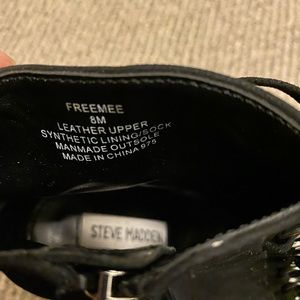 FREEMEE
8M
LEATHER UPPER
SYNTHETIC LINING/SOCK
MANMADE OUTSOLE
MADE IN CHINA 975
STEVE MADDEN